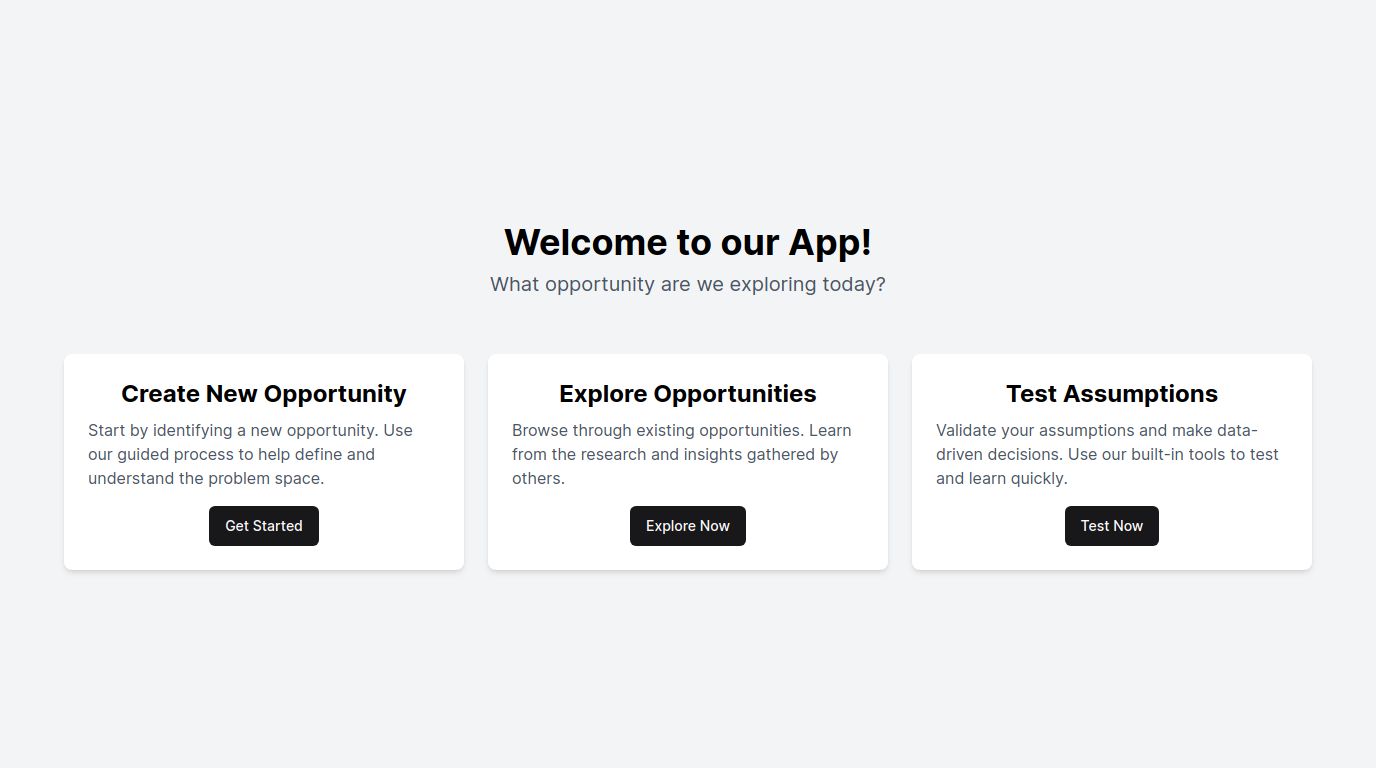 Welcome to our App!
What opportunity are we exploring today?
Create New Opportunity
Start by identifying a new opportunity. Use
our guided process to help define and
understand the problem space.
Get Started
Explore Opportunities
Browse through existing opportunities. Learn
from the research and insights gathered by
others.
Explore Now
Test Assumptions
Validate your assumptions and make data-
driven decisions. Use our built-in tools to test
and learn quickly.
Test Now